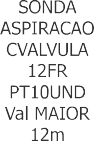 SONDA
ASPIRACAO
CVALVULA
12FR
PT10UND
Val MAIOR
12m